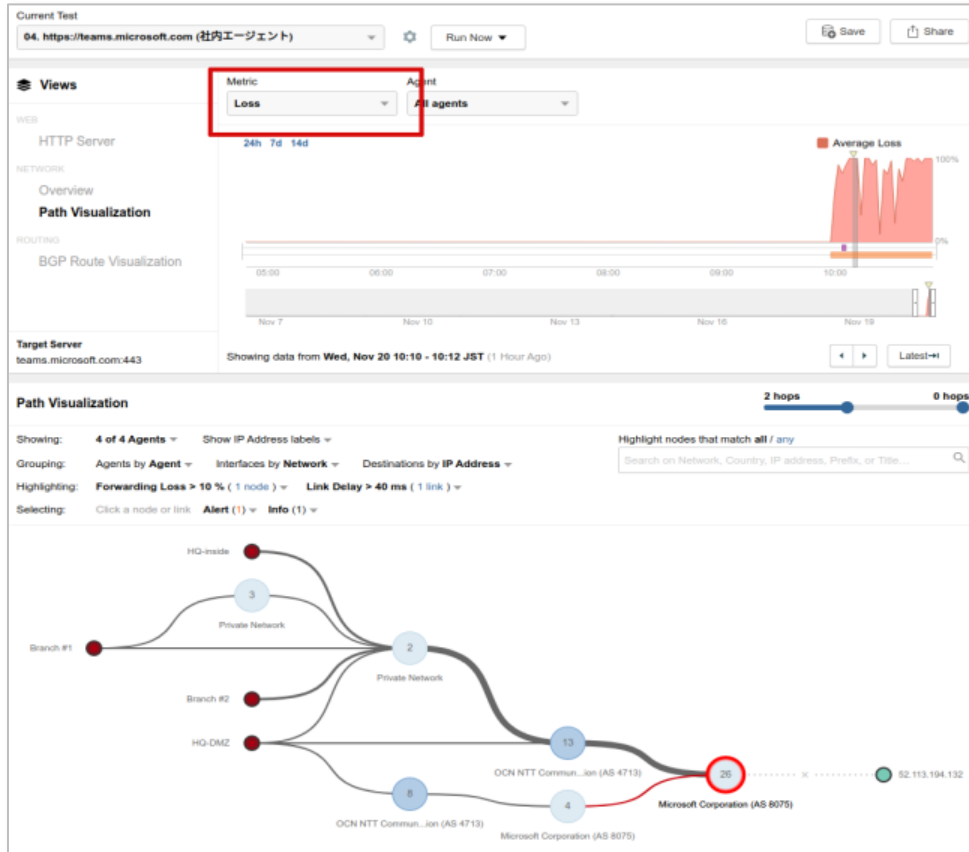 Current Test
04. https://teams.microsoft.com (社内エージェント)
Run Now
Save
Share
Views
Metric
Agent
Loss
All agents
WEB
HTTP Server
24h 7d 14d
Average Loss
100%
NETWORK
Overview
Path Visualization
ROUTING
BGP Route Visualization
0%
05:00 06:00 07:00 08:00 09:00 10:00
Nov 7 Nov 10 Nov 13 Nov 16 Nov 19
Target Server
teams.microsoft.com:443
Showing data from Wed, Nov 20 10:10 - 10:12 JST (1 Hour Ago)
Latest
Path Visualization
2 hops
0 hops
Showing: 4 of 4 Agents Show IP Address labels
Highlight nodes that match all / any
Grouping: Agents by Agent Interfaces by Network Destinations by IP Address
Search on Network, Country, IP address, Prefix, or Title....
Highlighting: Forwarding Loss > 10 % ( 1 node ) Link Delay > 40 ms ( 1 link )
Selecting: Click a node or link Alert (1) Info (1)
HQ-inside
3
Private Network
Branch #1
2
Private Network
Branch #2
HQ-DMZ
13
OCN NTT Commun...ion (AS 4713)
26
Microsoft Corporation (AS 8075)
52.113.194.132
8
OCN NTT Commun...ion (AS 4713)
4
Microsoft Corporation (AS 8075)